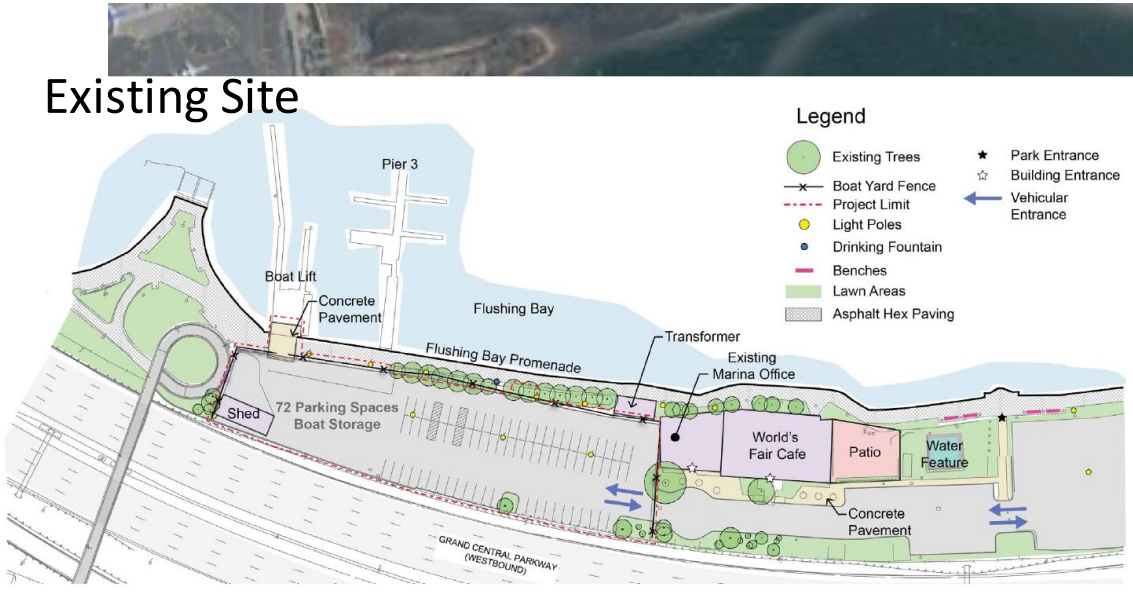 Existing Site
Legend
Existing Trees
Boat Yard Fence
Project Limit
Light Poles
Drinking Fountain
Benches
Lawn Areas
Asphalt Hex Paving
Park Entrance
Building Entrance
Vehicular
Entrance
Pier 3
Boat Lift
Concrete
Pavement
Flushing Bay
Flushing Bay Promenade
Transformer
Existing
Marina Office
Shed
72 Parking Spaces
Boat Storage
World's
Fair Cafe
Patio
Water
Feature
Concrete
Pavement
GRAND CENTRAL PARKWAY
(WESTBOUND)